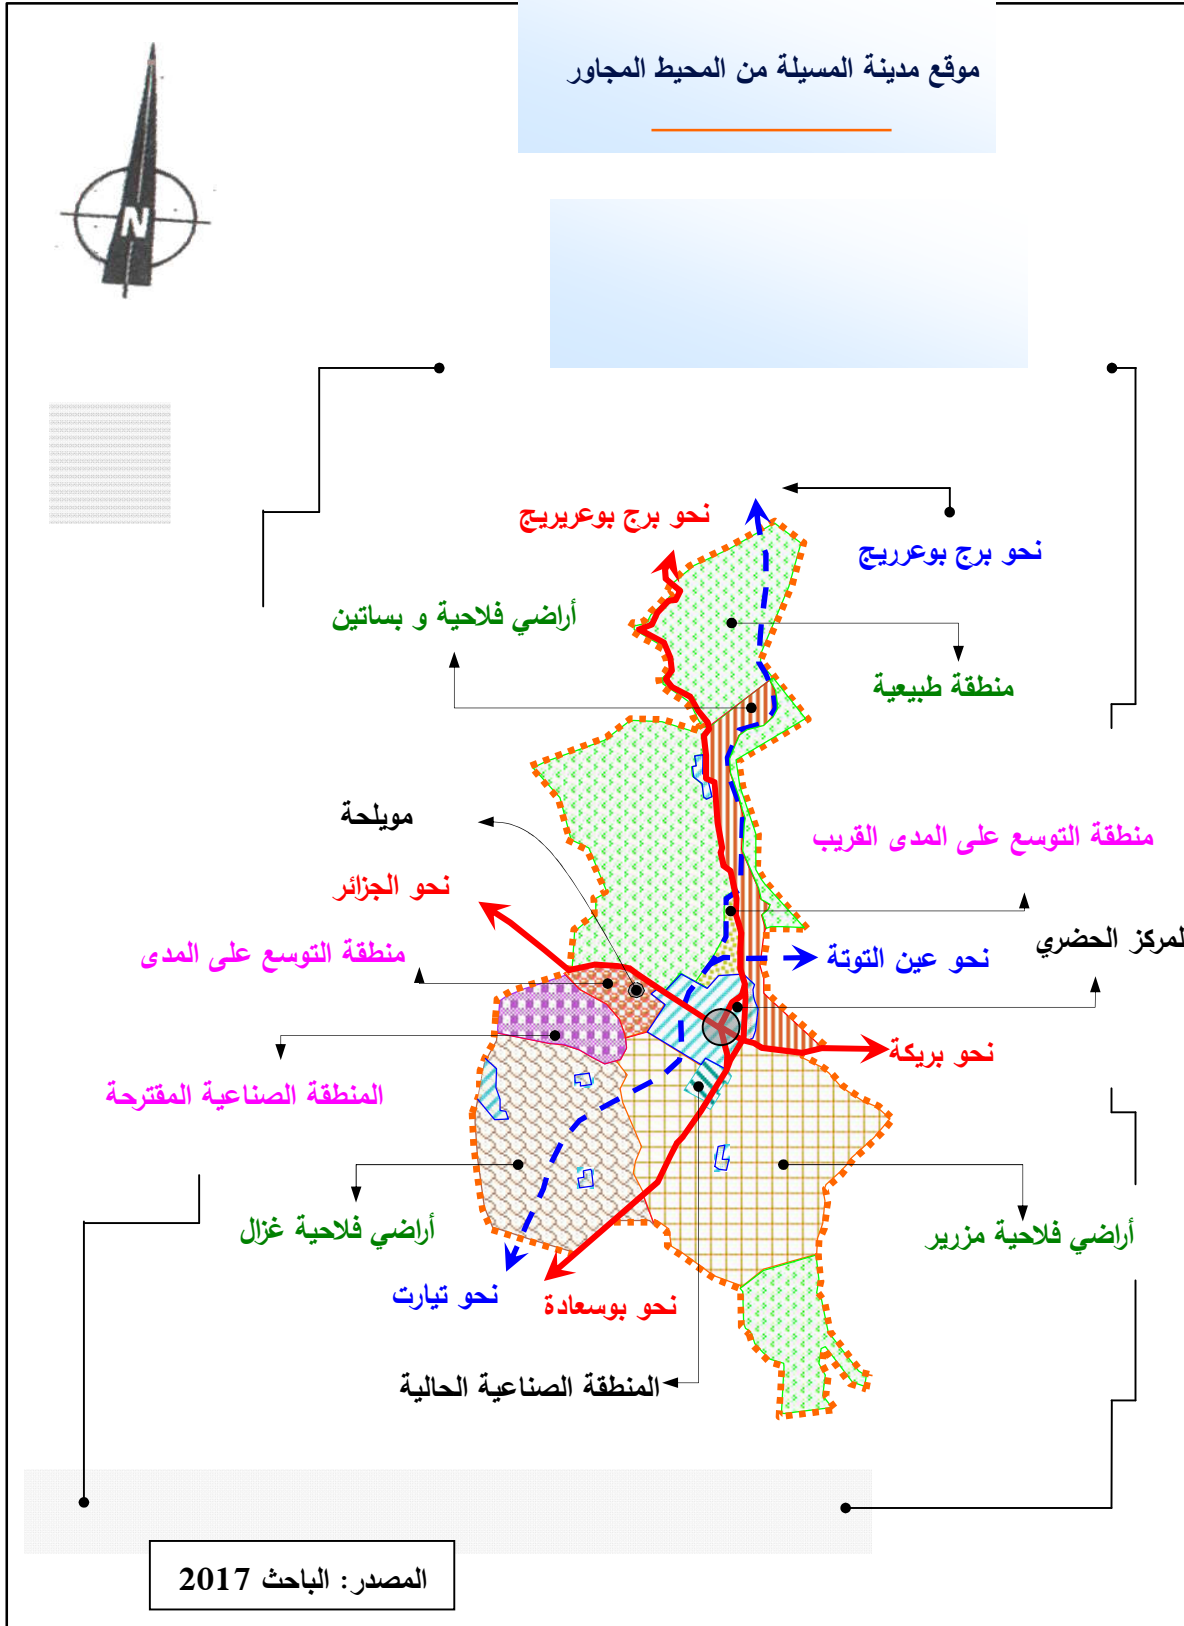 موقع مدينة المسيلة من المحيط المجاور
N
نحو برج بوعريريج
نحو برج بوعرريج
أراضي فلاحية و بساتين
منطقة طبيعية
مويلحة
منطقة التوسع على المدى القريب
نحو الجزائر
لمركز الحضري
منطقة التوسع على المدى
نحو عين التوتة
نحو بريكة
المنطقة الصناعية المقترحة
أراضي فلاحية غزال
أراضي فلاحية مزرير
نحو تيارت
نحو بوسعادة
المنطقة الصناعية الحالية
المصدر: الباحث 2017